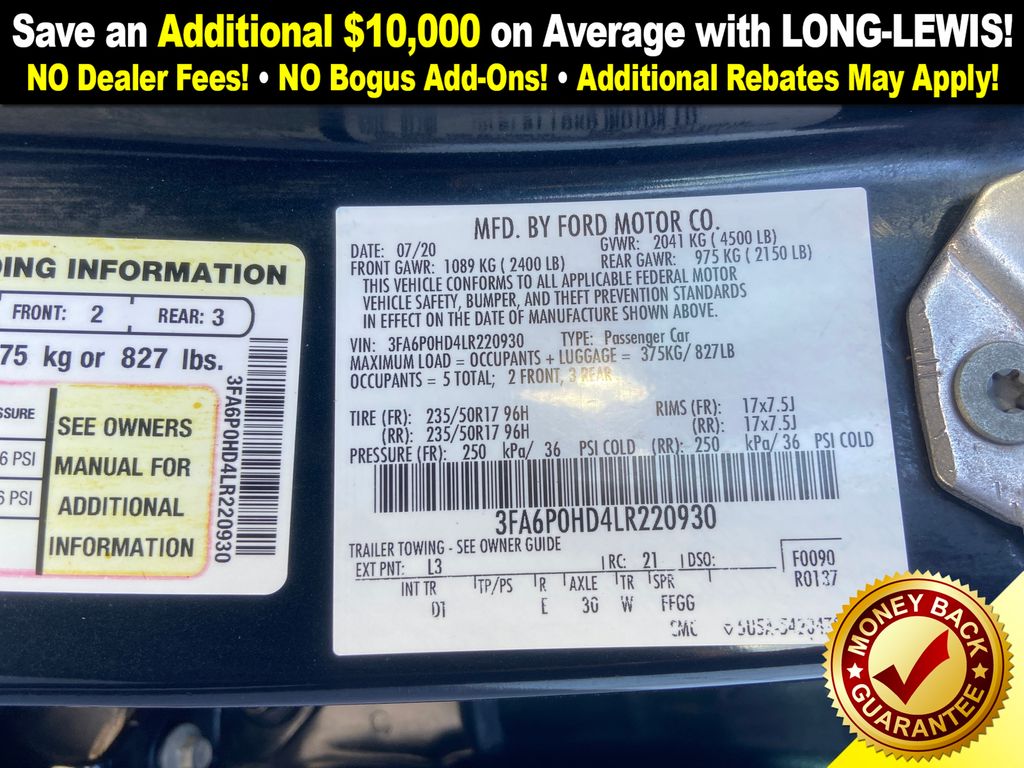 Save an Additional $10,000 on Average with LONG-LEWIS!
NO Dealer Fees! • NO Bogus Add-Ons! • Additional Rebates May Apply!
DING INFORMATION
FRONT: 2 REAR: 3
75 kg or 827 lbs.
SSURE
6 PSI
6 PSI
SEE OWNERS
MANUAL FOR
ADDITIONAL
INFORMATION
3FA6P0HD4LR220930
MFD. BY FORD MOTOR CO.
DATE: 07/20 GVWR: 2041 KG ( 4500 LB)
FRONT GAWR: 1089 KG ( 2400 LB) REAR GAWR: 975 KG ( 2150 LB)
THIS VEHICLE CONFORMS TO ALL APPLICABLE FEDERAL MOTOR
VEHICLE SAFETY, BUMPER, AND THEFT PREVENTION STANDARDS
IN EFFECT ON THE DATE OF MANUFACTURE SHOWN ABOVE.
VIN: 3FA6P0HD4LR220930 TYPE: Passenger Car
MAXIMUM LOAD = OCCUPANTS + LUGGAGE = 375KG/ 827LB
OCCUPANTS = 5 TOTAL; 2 FRONT, 3 REAR
TIRE (FR): 235/50R17 96H RIMS (FR): 17x7.5J
(RR): 235/50R17 96H (RR): 17x7.5J
PRESSURE (FR): 250 kPa/ 36 PSI COLD (RR): 250 kPa/ 36 PSI COLD
3FA6P0HD4LR220930
TRAILER TOWING - SEE OWNER GUIDE
EXT PNT: L3 RC: 21 DSO: F0090
INT TR TP/PS R AXLE TR SPR R0137
D1 E 36 W FFGG
MONEY BACK
GUARANTEE